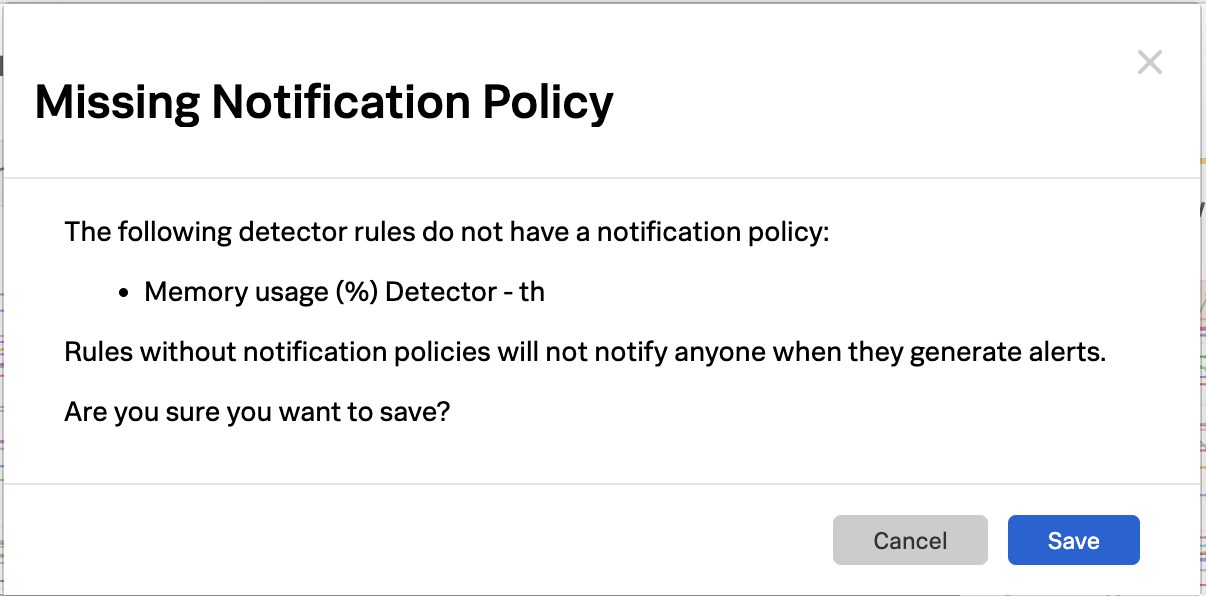 Missing Notification Policy
The following detector rules do not have a notification policy:
• Memory usage (%) Detector - th
Rules without notification policies will not notify anyone when they generate alerts.
Are you sure you want to save?
Cancel
Save